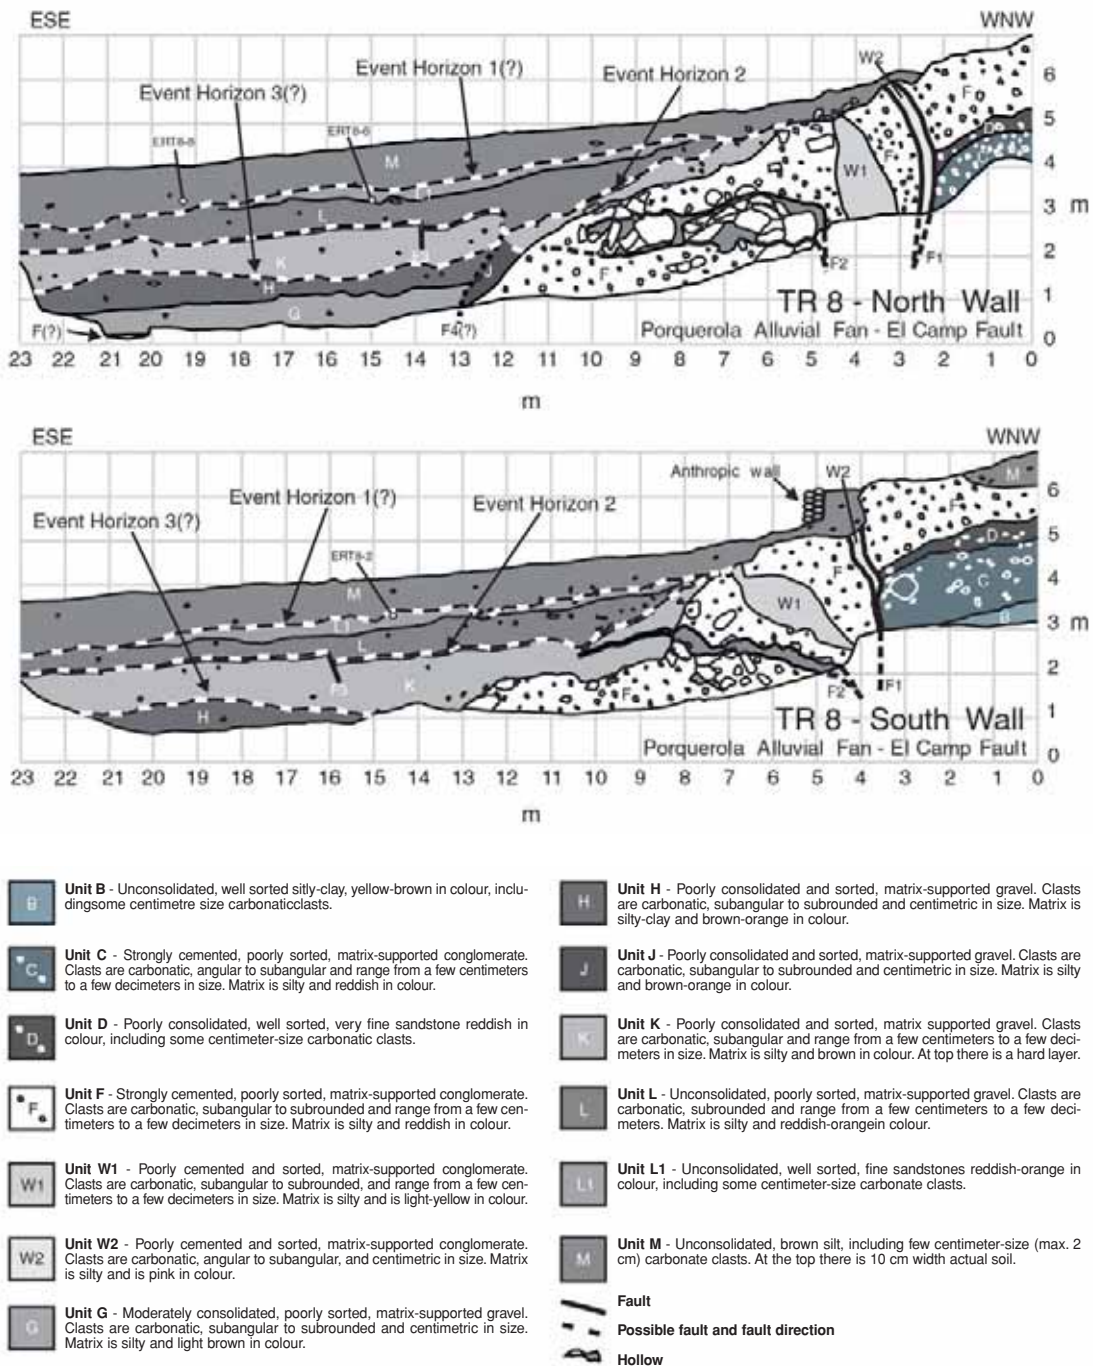 ESE
WNW
W2
Event Horizon 1(?)
Event Horizon 2
Event Horizon 3(?)
ERT8-6
M
F
D
L
W1
F
K
H
J
F
G
F2
F1
F(?)
F4(?)
6
5
4
3 m
2
1
0
TR 8 - North Wall
Porquerola Alluvial Fan - El Camp Fault
23 22 21 20 19 18 17 16 15 14 13 12 11 10 9 8 7 6 5 4 3 2 1 0
m
ESE
WNW
Anthropic wall
W2
Event Horizon 1(?)
Event Horizon 2
Event Horizon 3(?)
ERT8-2
M
M
F
D
C
B
F
W1
L1
L
K
F3
H
F
F2
F1
6
5
4
3 m
2
1
0
TR 8 - South Wall
Porquerola Alluvial Fan - El Camp Fault
23 22 21 20 19 18 17 16 15 14 13 12 11 10 9 8 7 6 5 4 3 2 1 0
m
B
Unit B - Unconsolidated, well sorted sitly-clay, yellow-brown in colour, inclu-
dingsome centimetre size carbonaticclasts.
C
Unit C - Strongly cemented, poorly sorted, matrix-supported conglomerate.
Clasts are carbonatic, angular to subangular and range from a few centimeters
to a few decimeters in size. Matrix is silty and reddish in colour.
D
Unit D - Poorly consolidated, well sorted, very fine sandstone reddish in
colour, including some centimeter-size carbonatic clasts.
F
Unit F - Strongly cemented, poorly sorted, matrix-supported conglomerate.
Clasts are carbonatic, subangular to subrounded and range from a few cen-
timeters to a few decimeters in size. Matrix is silty and reddish in colour.
W1
Unit W1 - Poorly cemented and sorted, matrix-supported conglomerate.
Clasts are carbonatic, subangular to subrounded, and range from a few cen-
timeters to a few decimeters in size. Matrix is silty and is light-yellow in colour.
W2
Unit W2 - Poorly cemented and sorted, matrix-supported conglomerate.
Clasts are carbonatic, angular to subangular, and centimetric in size. Matrix
is silty and is pink in colour.
G
Unit G - Moderately consolidated, poorly sorted, matrix-supported gravel.
Clasts are carbonatic, subangular to subrounded and centimetric in size.
Matrix is silty and light brown in colour.
H
Unit H - Poorly consolidated and sorted, matrix-supported gravel. Clasts
are carbonatic, subangular to subrounded and centimetric in size. Matrix is
silty-clay and brown-orange in colour.
J
Unit J - Poorly consolidated and sorted, matrix-supported gravel. Clasts are
carbonatic, subangular to subrounded and centimetric in size. Matrix is silty
and brown-orange in colour.
K
Unit K - Poorly consolidated and sorted, matrix supported gravel. Clasts
are carbonatic, subangular and range from a few centimeters to a few deci-
meters in size. Matrix is silty and brown in colour. At top there is a hard layer.
L
Unit L - Unconsolidated, poorly sorted, matrix-supported gravel. Clasts are
carbonatic, subrounded and range from a few centimeters to a few deci-
meters. Matrix is silty and reddish-orangein colour.
L1
Unit L1 - Unconsolidated, well sorted, fine sandstones reddish-orange in
colour, including some centimeter-size carbonate clasts.
M
Unit M - Unconsolidated, brown silt, including few centimeter-size (max. 2
cm) carbonate clasts. At the top there is 10 cm width actual soil.
Fault
Possible fault and fault direction
Hollow